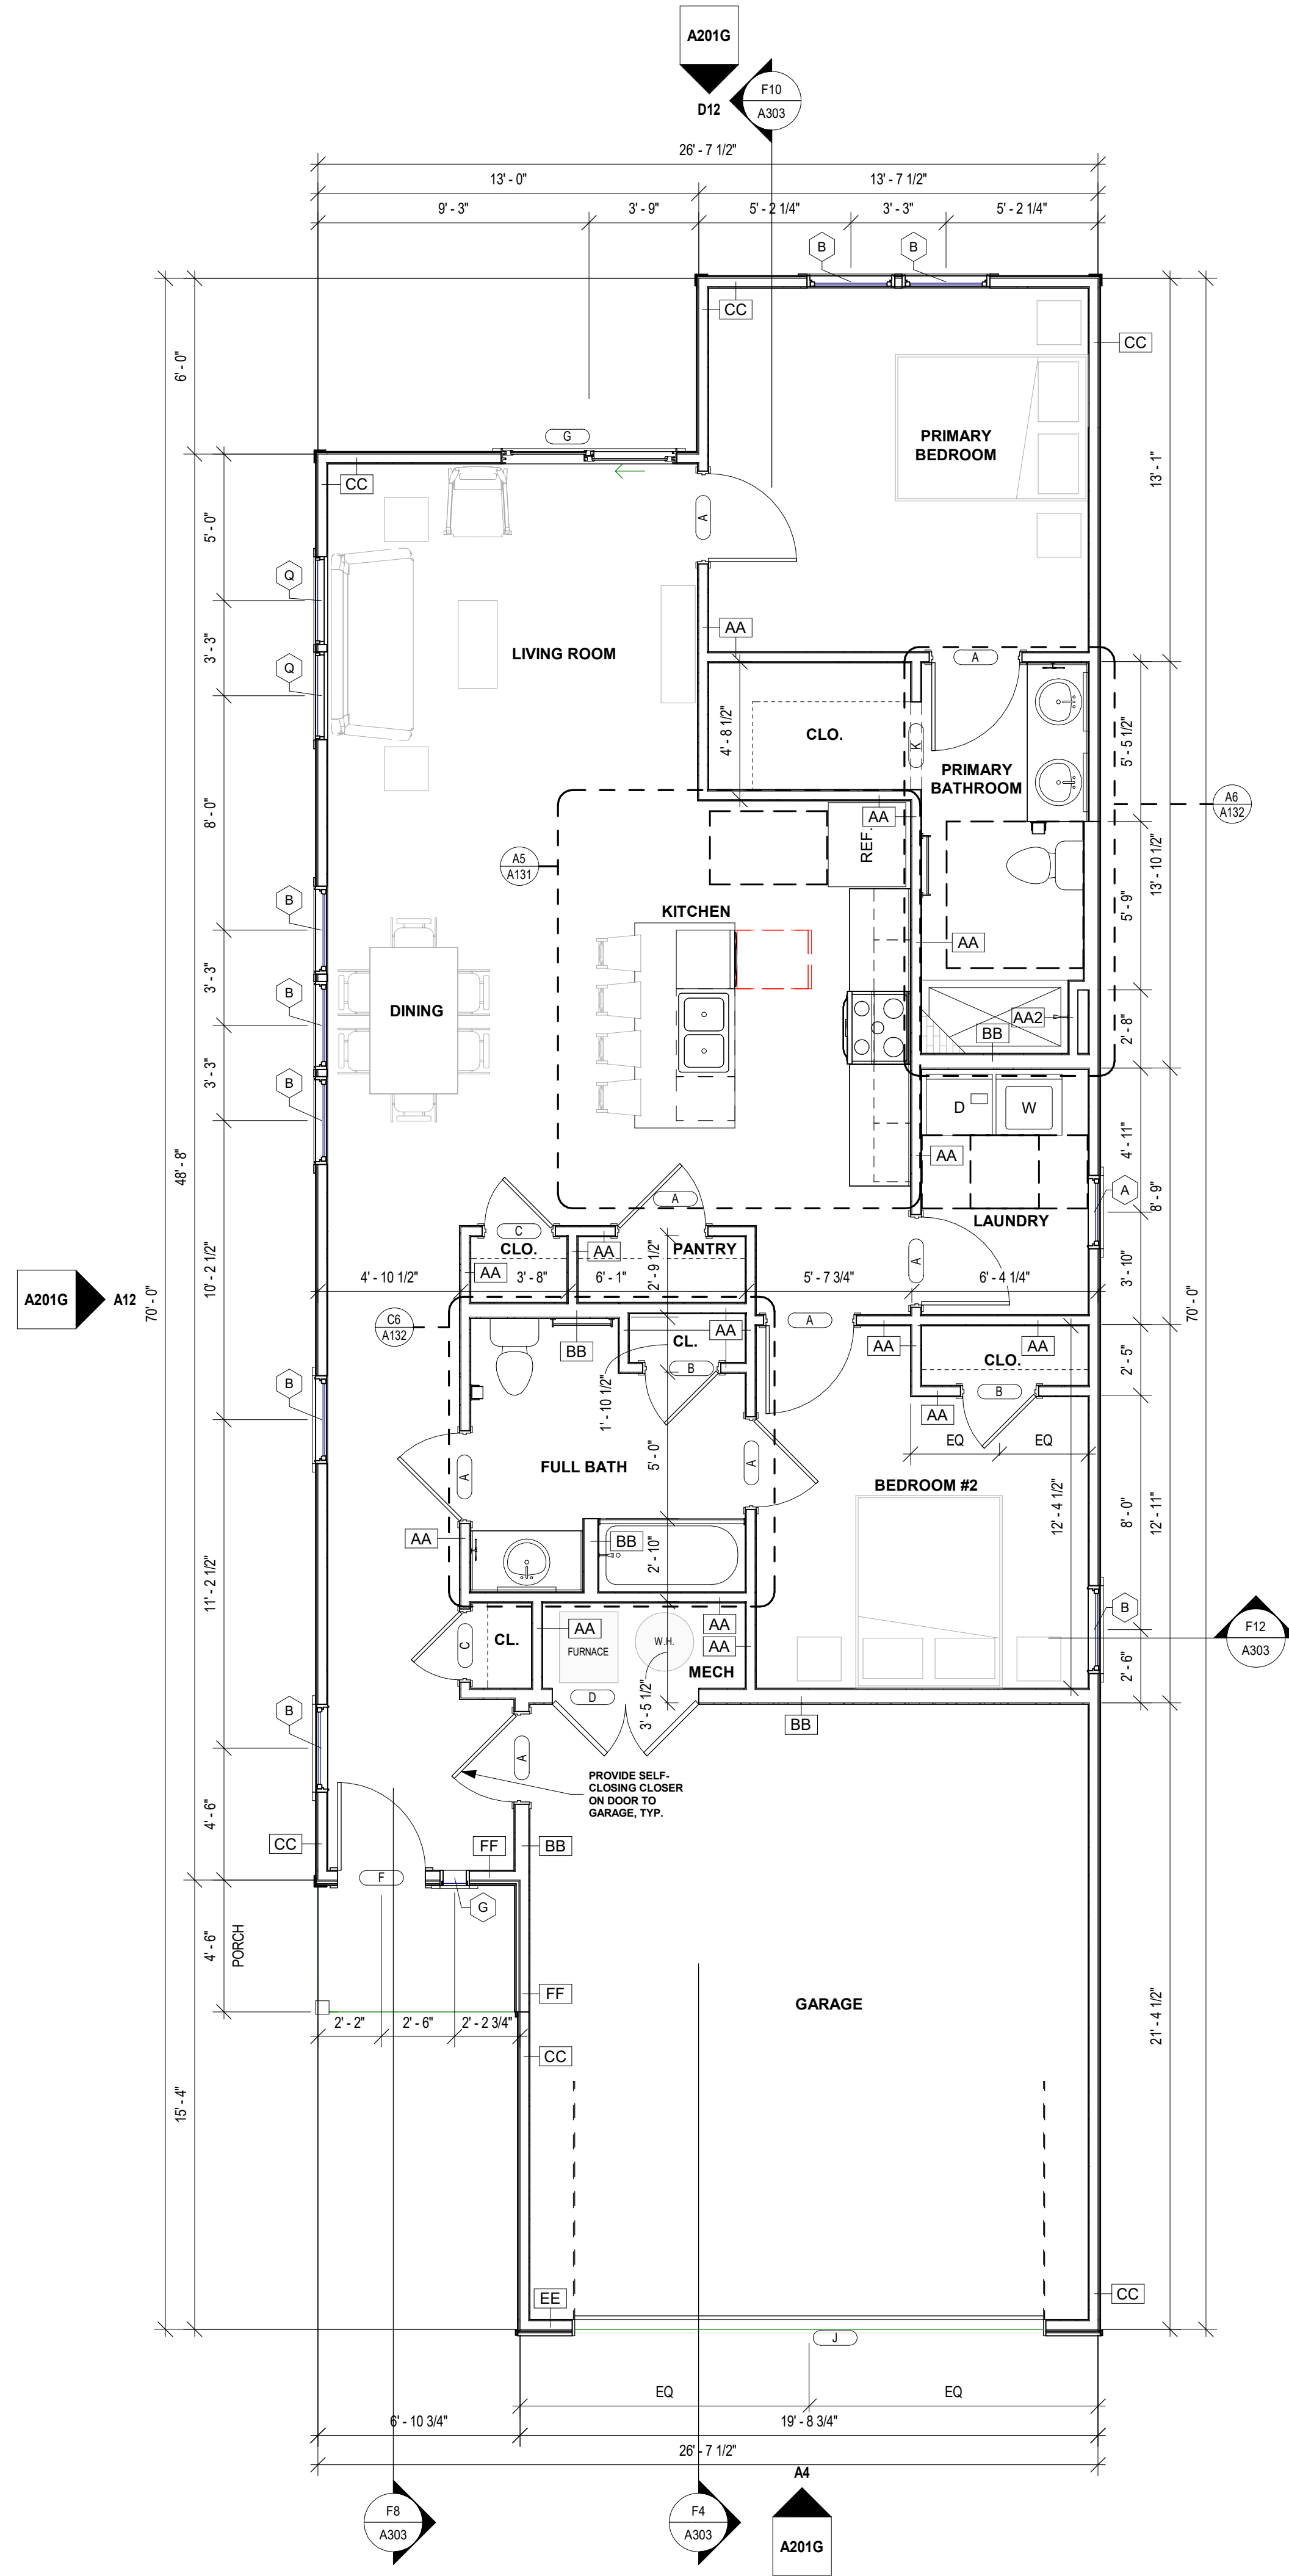 A201G
D12
F10
A303
26' - 7 1/2"
13' - 0"
13' - 7 1/2"
9' - 3"
3' - 9"
5' - 2 1/4"
3' - 3"
5' - 2 1/4"
B
B
CC
CC
6' - 0"
G
CC
PRIMARY
BEDROOM
13' - 1"
A
5' - 0"
Q
3' - 3"
Q
LIVING ROOM
AA
A
4' - 8 1/2"
CLO.
K
PRIMARY
BATHROOM
5' - 5 1/2"
8' - 0"
A6
A132
AA
REF.
A5
A131
KITCHEN
B
AA
5' - 9"
13' - 10 1/2"
3' - 3"
B
DINING
AA2
BB
2' - 8"
3' - 3"
B
D
W
4' - 11"
48' - 8"
AA
A
8' - 9"
LAUNDRY
C
A
CLO.
AA
PANTRY
2' - 9 1/2"
A
3' - 10"
AA
4' - 10 1/2"
3' - 8"
6' - 1"
5' - 7 3/4"
6' - 4 1/4"
10' - 2 1/2"
A201G
A12
70' - 0"
70' - 0"
C6
A132
A
BB
AA
CL.
AA
AA
CLO.
2' - 5"
B
B
1' - 10 1/2"
B
AA
EQ
EQ
FULL BATH
A
A
5' - 0"
BEDROOM #2
12' - 4 1/2"
8' - 0"
12' - 11"
AA
BB
2' - 10"
11' - 2 1/2"
B
C
CL.
AA
FURNACE
W.H.
AA
AA
MECH
F12
A303
2' - 6"
D
3' - 5 1/2"
BB
B
A
PROVIDE SELF-
CLOSING CLOSER
ON DOOR TO
GARAGE, TYP.
4' - 6"
CC
FF
BB
F
G
4' - 6"
PORCH
FF
GARAGE
2' - 2"
2' - 6"
2' - 2 3/4"
CC
21' - 4 1/2"
15' - 4"
EE
CC
J
EQ
EQ
6' - 10 3/4"
19' - 8 3/4"
26' - 7 1/2"
A4
F8
A303
F4
A303
A201G